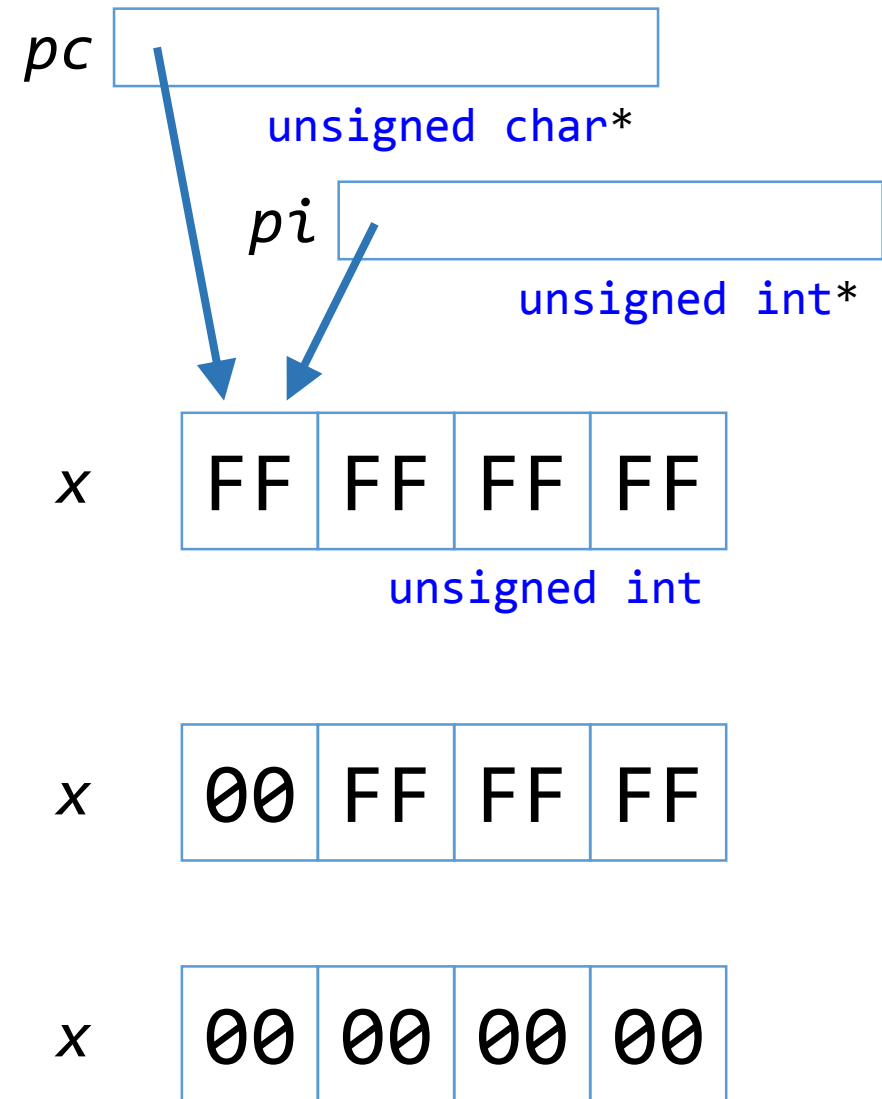 pc
unsigned char*
pi
unsigned int*
x FF FF FF FF
unsigned int
x 00 FF FF FF
x 00 00 00 00